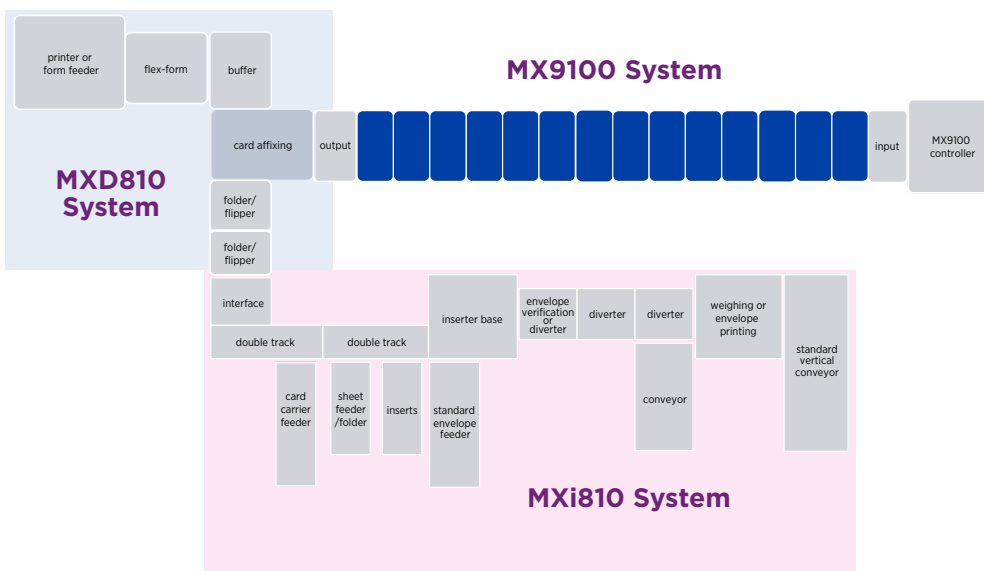 printer or
form feeder
flex-form
buffer
MX9100 System
card affixing
output
input
MX9100
controller
MXD810
System
folder/
flipper
folder/
flipper
interface
double track
double track
inserter base
envelope
verification
or
diverter
diverter
diverter
weighing or
envelope
printing
standard
vertical
conveyor
card
carrier
feeder
sheet
feeder
/folder
inserts
standard
envelope
feeder
conveyor
MXi810 System